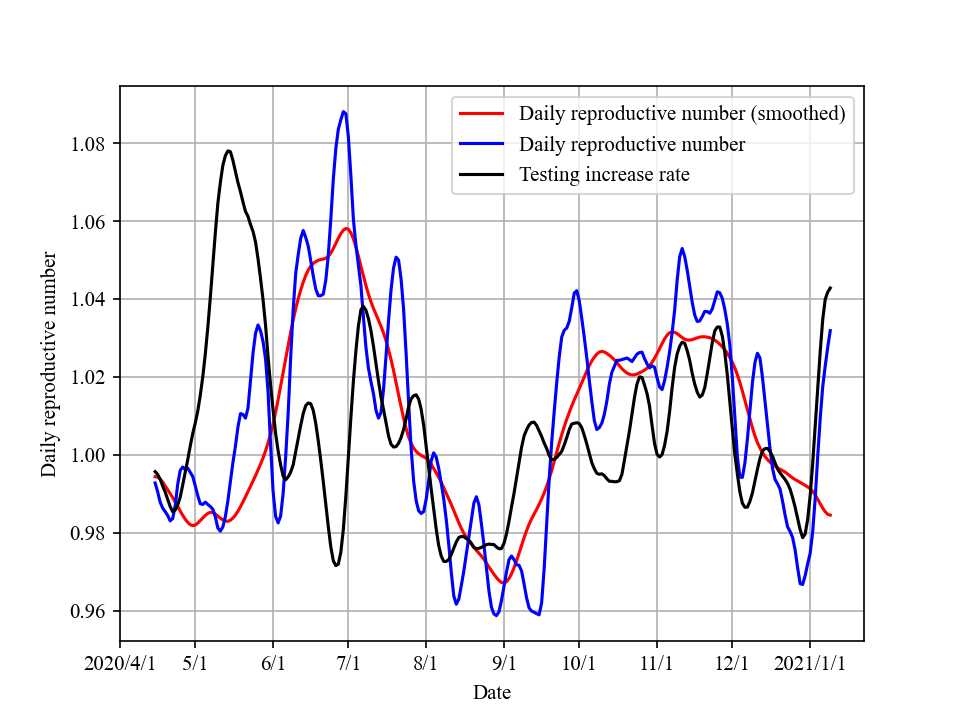 Daily reproductive number (smoothed)
Daily reproductive number
Testing increase rate
Daily reproductive number
1.08
1.06
1.04
1.02
1.00
0.98
0.96
2020/4/1 5/1 6/1 7/1 8/1 9/1 10/1 11/1 12/1 2021/1/1
Date